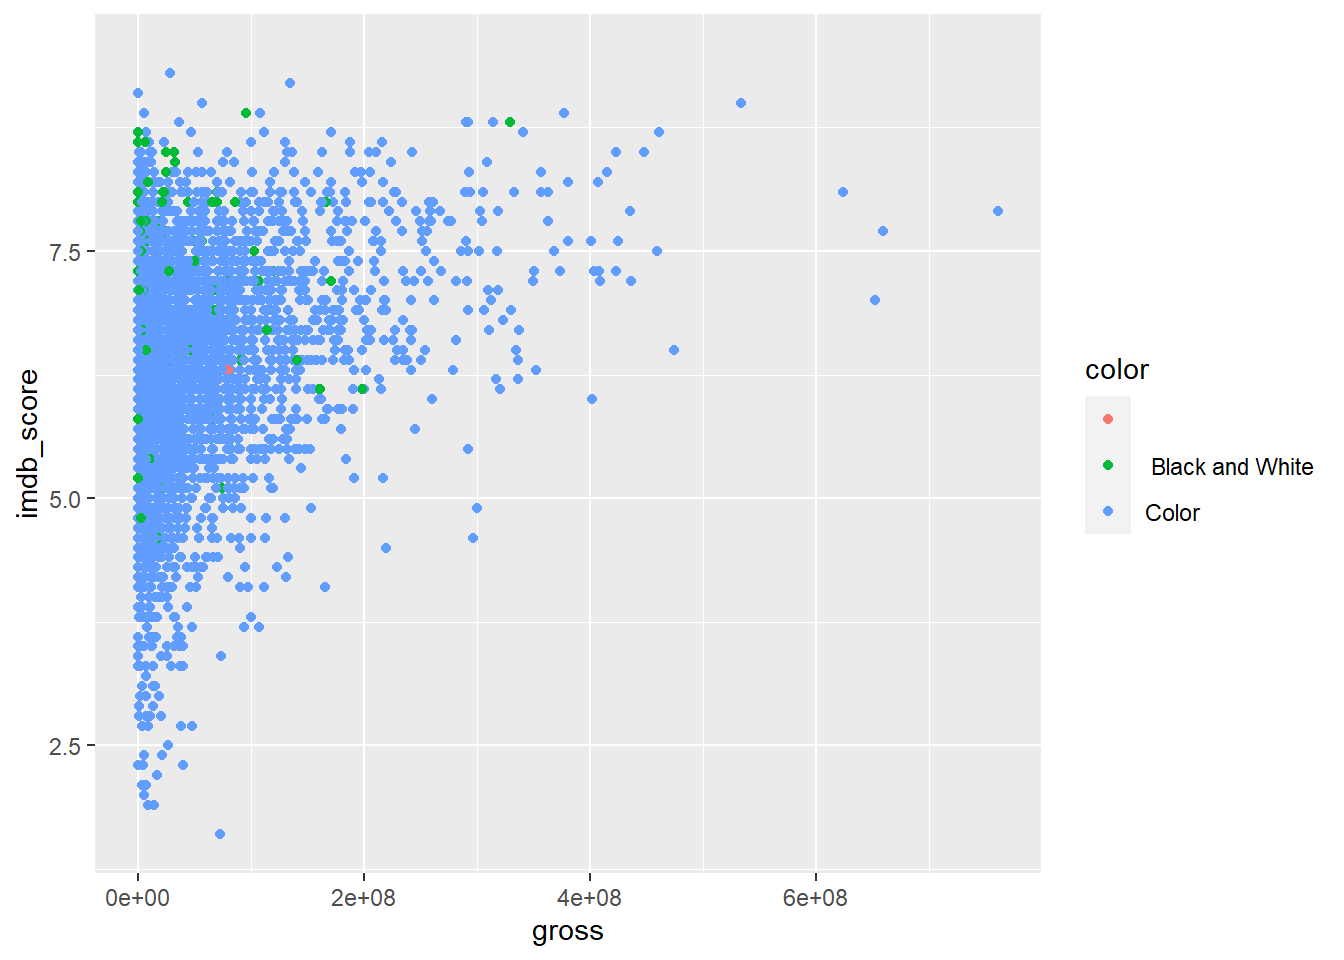 7.5
5.0
2.5
imdb_score
0e+00 2e+08 4e+08 6e+08
gross
color
Black and White
Color